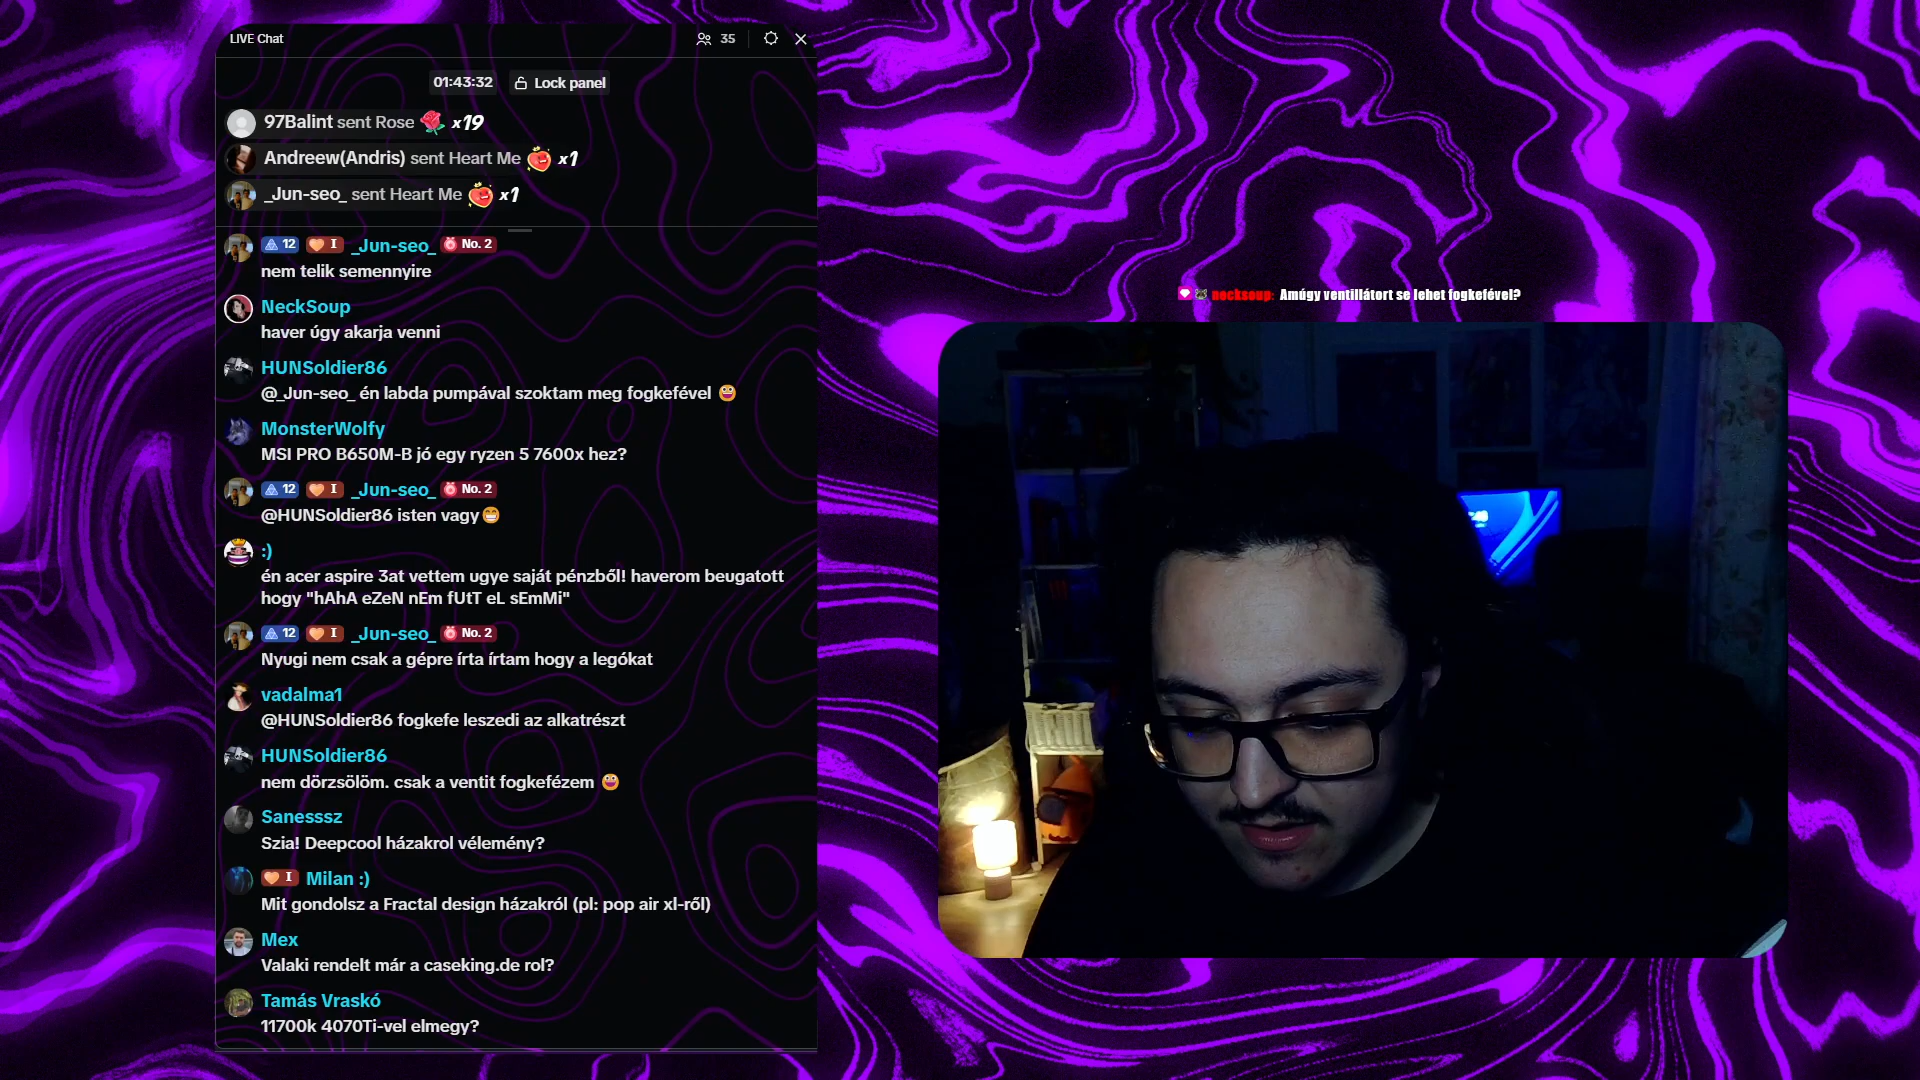 LIVE Chat
35
01:43:32
Lock panel
97Balint sent Rose x19
Andreew(Andris) sent Heart Me x1
_Jun-seo_ sent Heart Me x1
12 I _Jun-seo_ No. 2
nem telik semennyire
NeckSoup
haver úgy akarja venni
HUNSoldier86
@_Jun-seo_ én labda pumpával szoktam meg fogkefével 😀
MonsterWolfy
MSI PRO B650M-B jó egy ryzen 5 7600x hez?
12 I _Jun-seo_ No. 2
@HUNSoldier86 isten vagy😁
:)
én acer aspire 3at vettem ugye saját pénzből! haverom beugatott
hogy "hAhA eZeN nEm fUtT eL sEmMi"
12 I _Jun-seo_ No. 2
Nyugi nem csak a gépre írta írtam hogy a legókat
vadalma1
@HUNSoldier86 fogkefe leszedi az alkatrészt
HUNSoldier86
nem dörzsölöm. csak a ventit fogkefézem 😀
Sanesssz
Szia! Deepcool házakrol vélemény?
I Milan :)
Mit gondolsz a Fractal design házakról (pl: pop air xl-ről)
Mex
Valaki rendelt már a caseking.de rol?
Tamás Vraskó
11700k 4070Ti-vel elmegy?
necksoup: Amúgy ventillátort se lehet fogkefével?